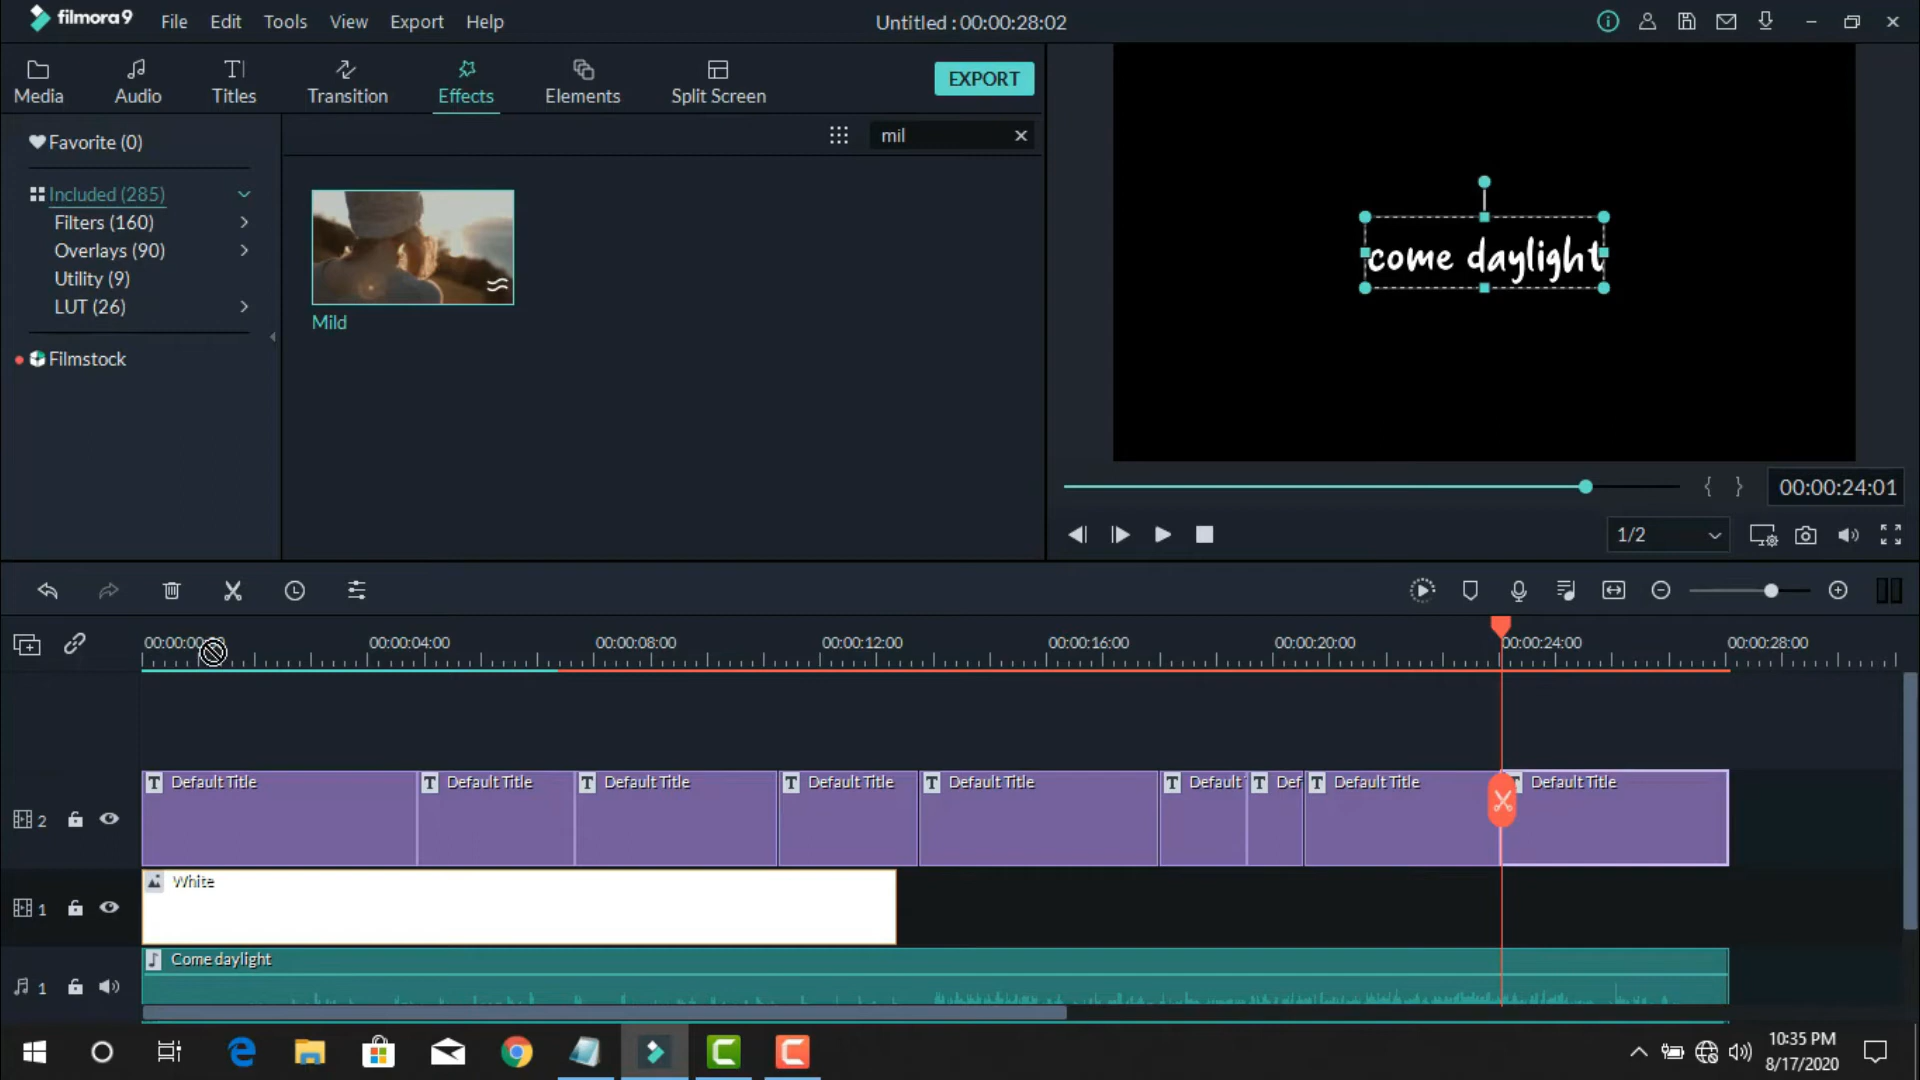 filmora9 File Edit Tools View Export Help Untitled : 00:00:28:02
Media Audio Titles Transition Effects Elements Split Screen EXPORT
Favorite (0)
mil
Included (285)
Filters (160)
Overlays (90)
Utility (9)
LUT (26)
Filmstock
Mild
come daylight
00:00:24:01
1/2
00:00:04:00 00:00:08:00 00:00:12:00 00:00:16:00 00:00:20:00 00:00:24:00 00:00:28:00
T Default Title T Default Title T Default Title T Default Title T Default Title T Default T Def T Default Title Default Title
2
White
1
Come daylight
1
10:35 PM
8/17/2020